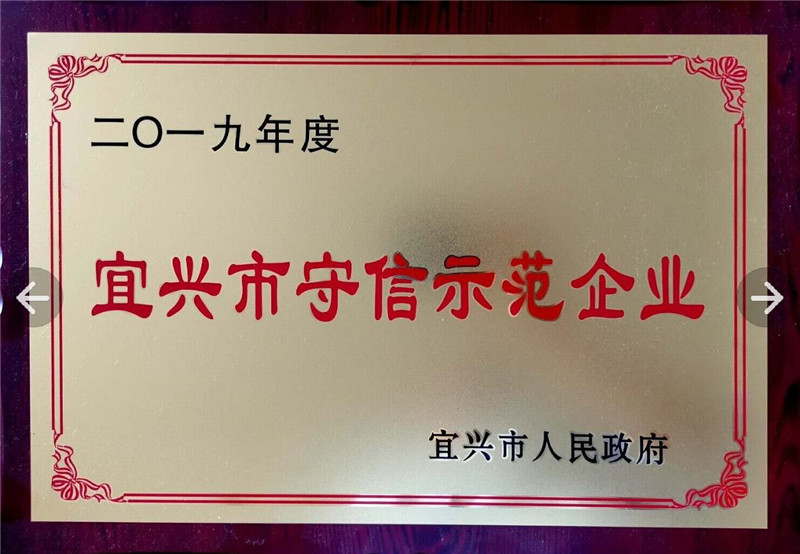 二〇一九年度
宜兴市守信示范企业
宜兴市人民政府